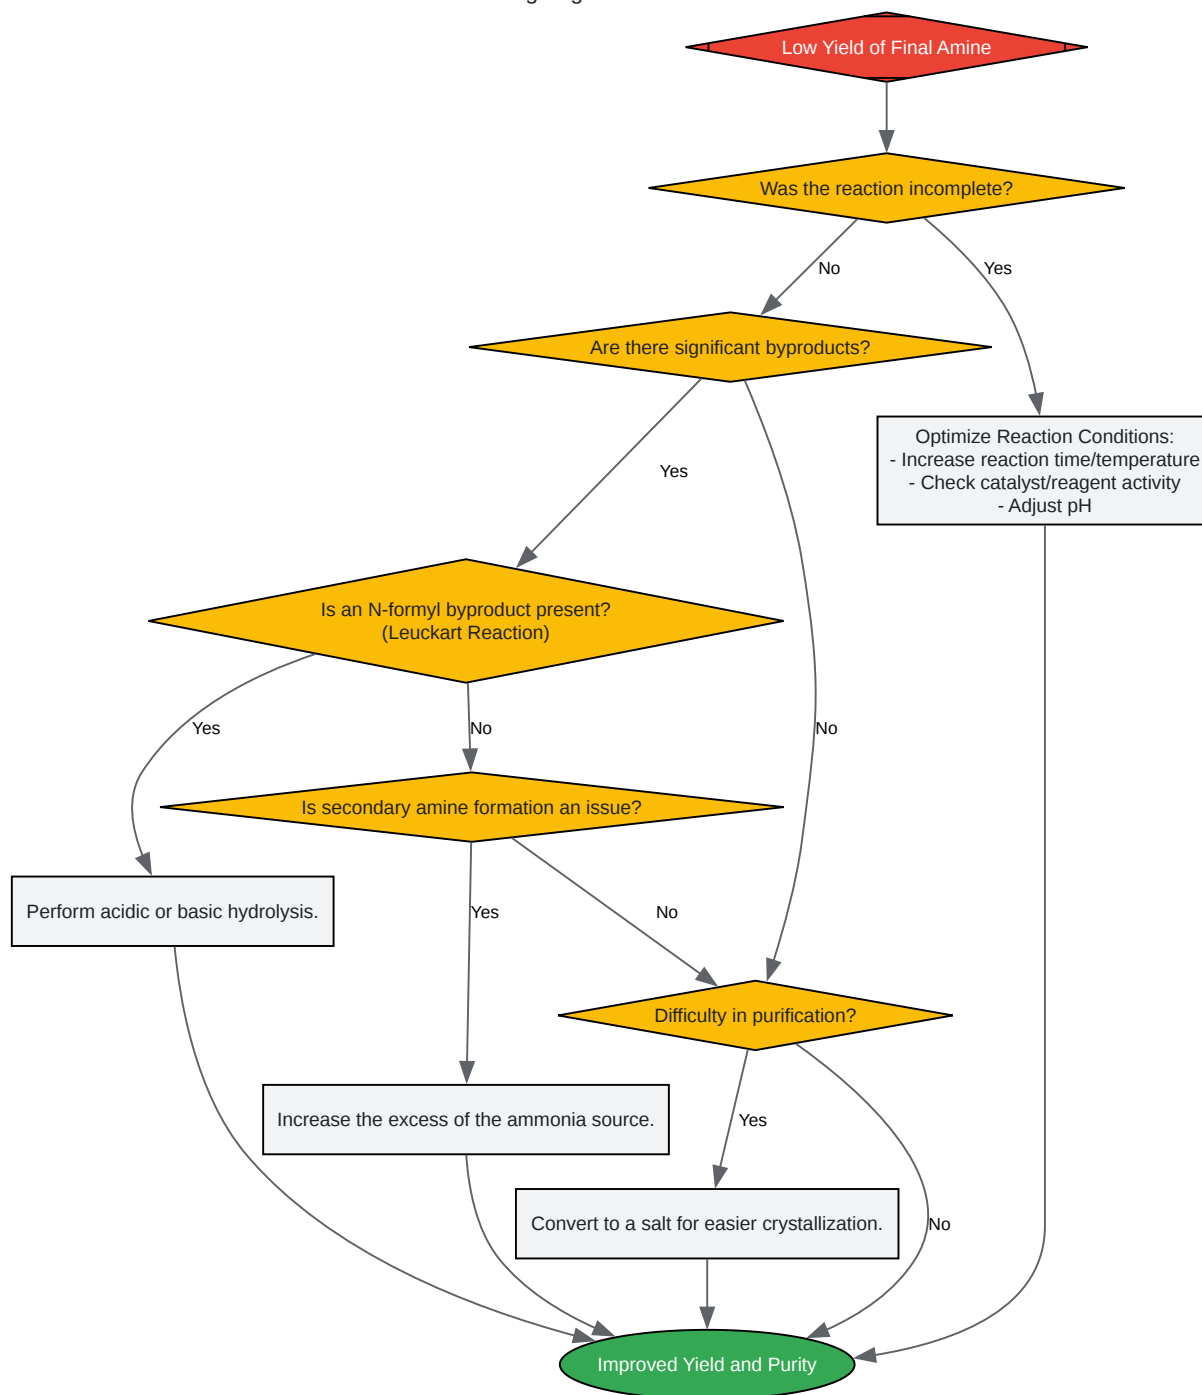 Low Yield of Final Amine
Was the reaction incomplete?
No
Yes
Are there significant byproducts?
Optimize Reaction Conditions:
- Increase reaction time/temperature
- Check catalyst/reagent activity
- Adjust pH
Yes
Is an N-formyl byproduct present?
(Leuckart Reaction)
Yes
No
No
Is secondary amine formation an issue?
Perform acidic or basic hydrolysis.
Yes
No
Difficulty in purification?
Increase the excess of the ammonia source.
Yes
Convert to a salt for easier crystallization.
No
Improved Yield and Purity